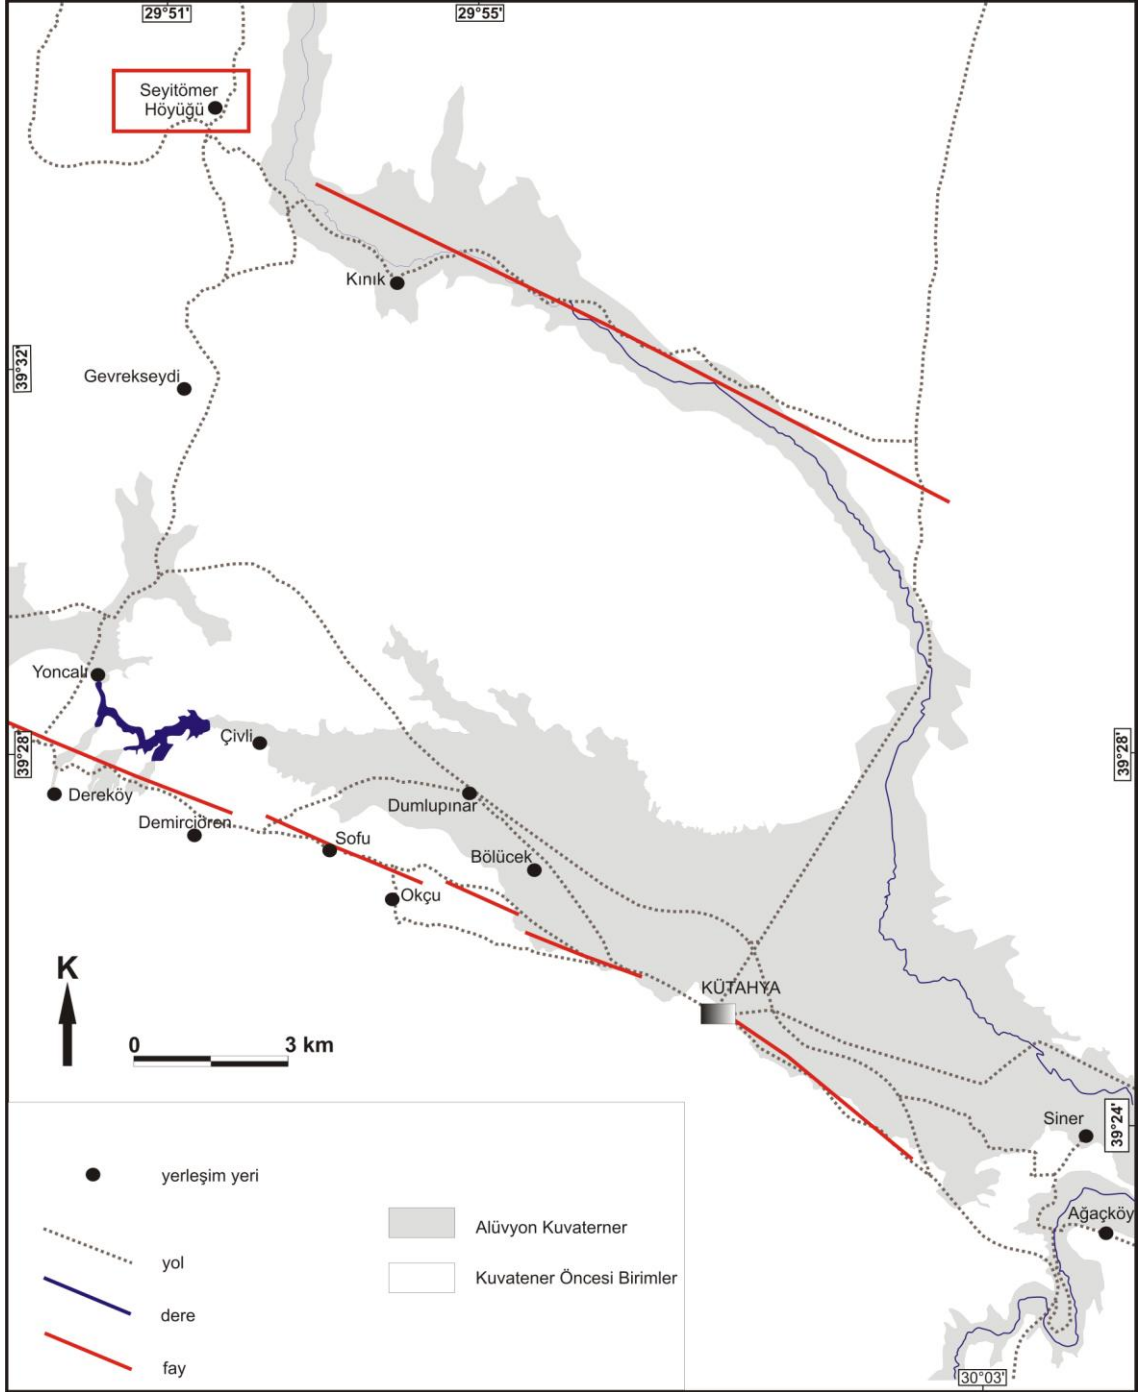 29°51'
29°55'
Seyitömer
Höyüğü
Kınık
39°32'
Gevrekseydi
Yoncalı
Çivli
39°28'
39°28'
Dereköy
Dumlupınar
Demirciören
Sofu
Bölücek
Okçu
K
KÜTAHYA
0 3 km
39°24'
Siner
Ağaçköy
yerleşim yeri
yol
dere
fay
Alüvyon Kuvaterner
Kuvatener Öncesi Birimler
30°03'